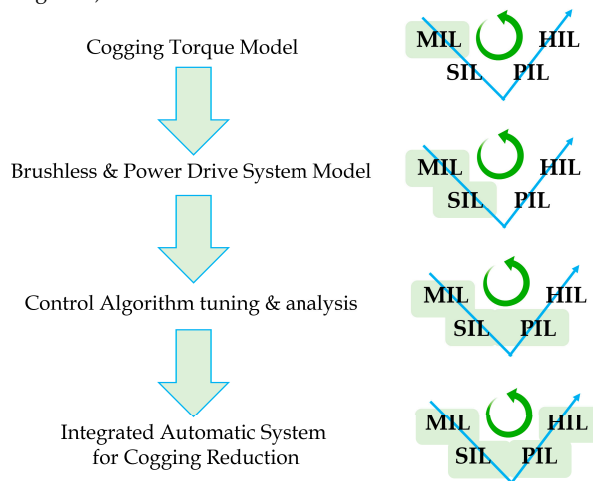 Cogging Torque Model
MIL HIL
SIL PIL
Brushless & Power Drive System Model
MIL HIL
SIL PIL
Control Algorithm tuning & analysis
MIL HIL
SIL PIL
Integrated Automatic System
for Cogging Reduction
MIL HIL
SIL PIL